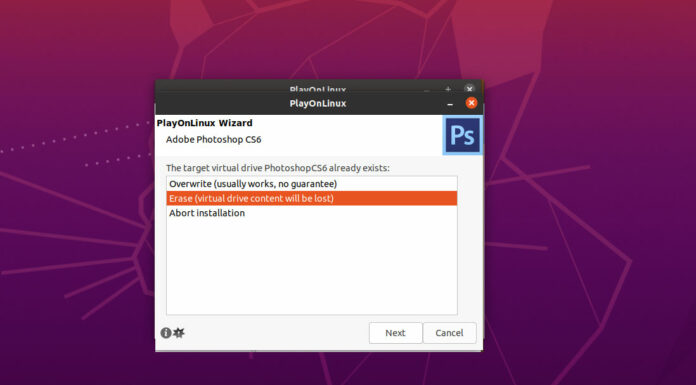 PlayOnLinux
PlayOnLinux
PlayOnLinux Wizard
Adobe Photoshop CS6
Ps
The target virtual drive PhotoshopCS6 already exists:
Overwrite (usually works, no guarantee)
Erase (virtual drive content will be lost)
Abort installation
Next
Cancel